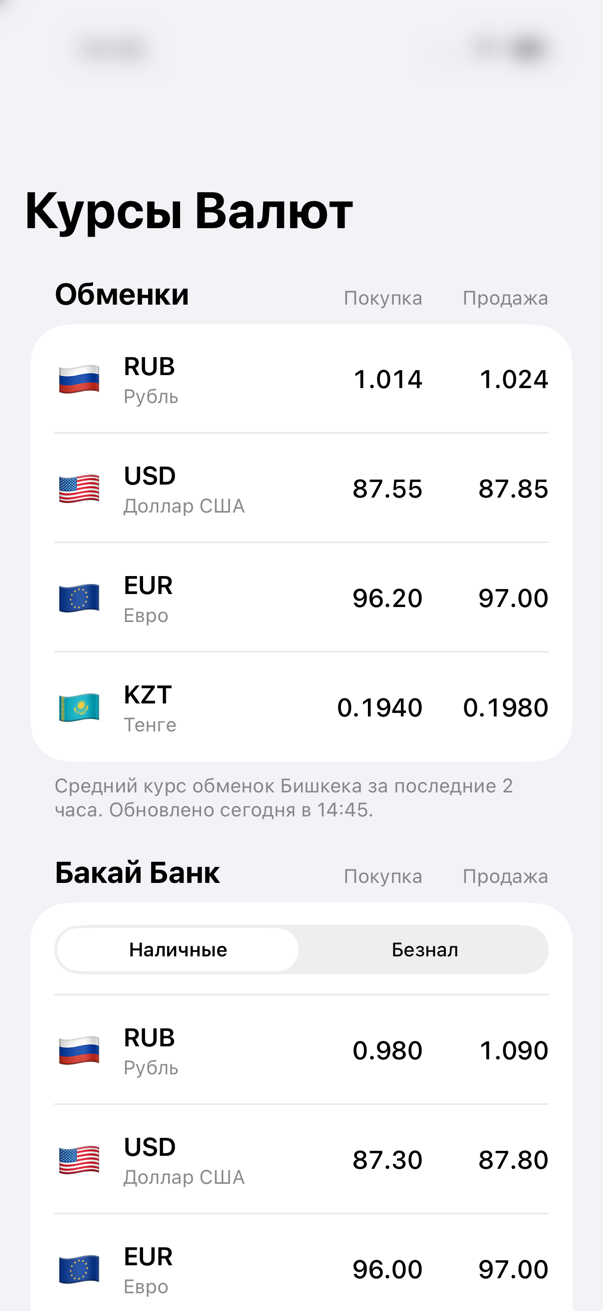 Курсы Валют
Обменки Покупка Продажа
RUB
Рубль
1.014 1.024
USD
Доллар США
87.55 87.85
EUR
Евро
96.20 97.00
KZT
Тенге
0.1940 0.1980
Средний курс обменок Бишкека за последние 2
часа. Обновлено сегодня в 14:45.
Бакай Банк Покупка Продажа
Наличные Безнал
RUB
Рубль
0.980 1.090
USD
Доллар США
87.30 87.80
EUR
Евро
96.00 97.00